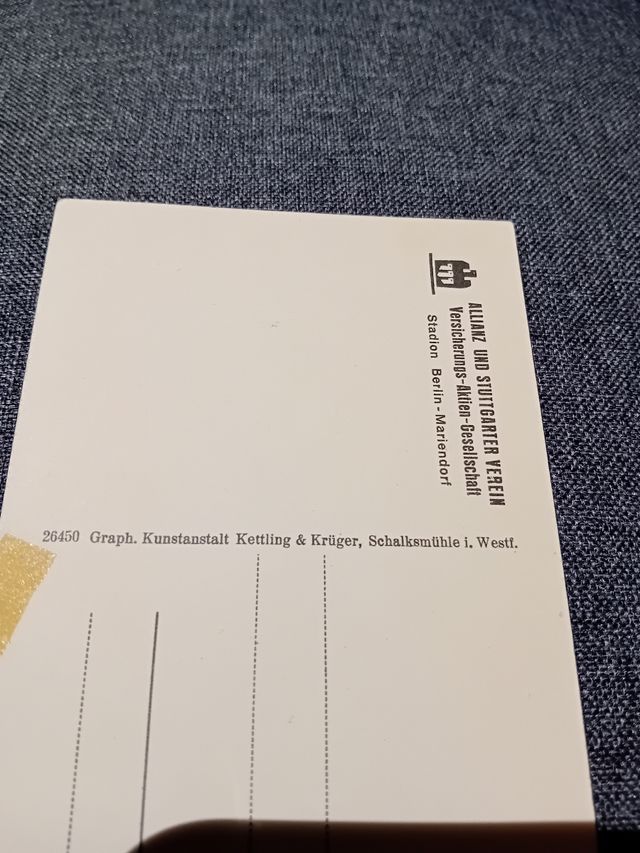 ALLIANZ UND STUTTGARTER VEREIN
Versicherungs-Aktien-Gesellschaft
Stadion Berlin-Mariendorf
26450 Graph. Kunstanstalt Kettling & Krüger, Schalksmühle i. Westf.